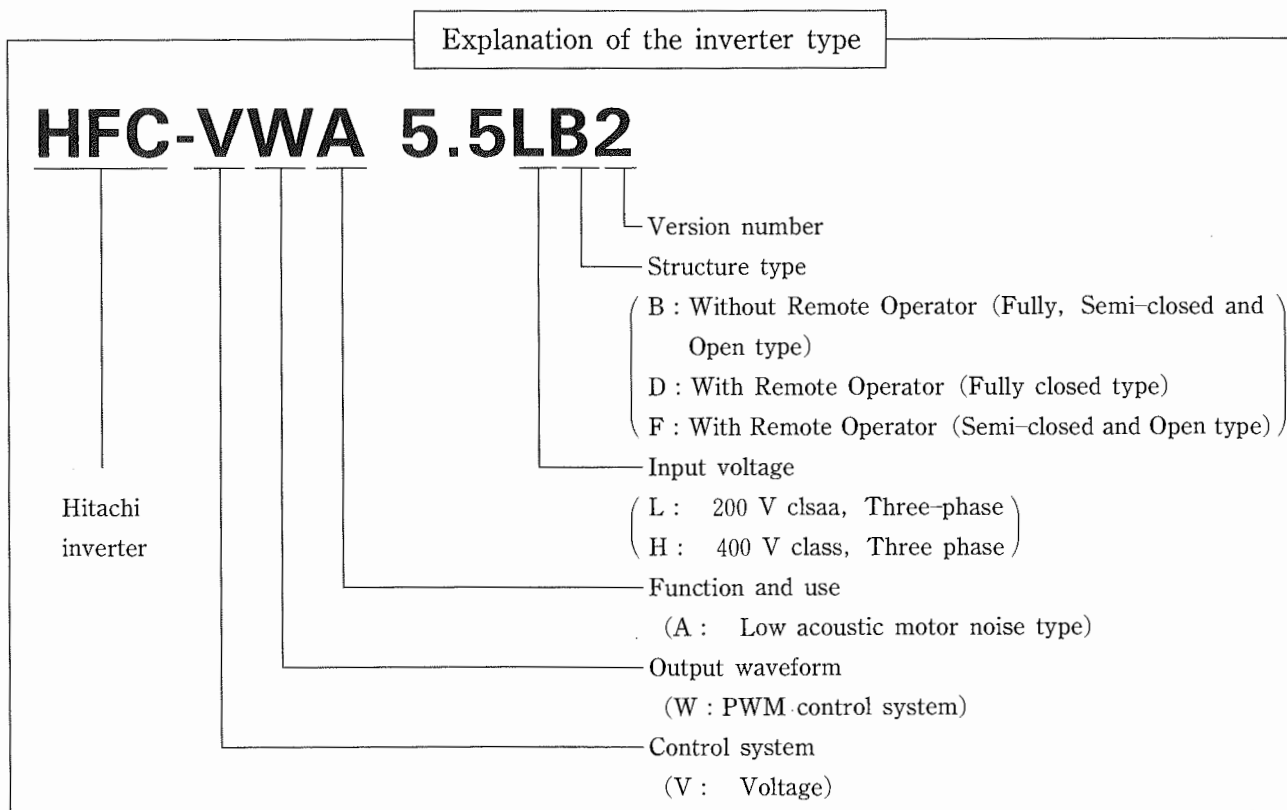 Explanation of the inverter type
HFC-VWA 5.5LB2
Version number
Structure type
B : Without Remote Operator (Fully, Semi-closed and
Open type)
D : With Remote Operator (Fully closed type)
F : With Remote Operator (Semi-closed and Open type)
Input voltage
L : 200 V clsaa, Three-phase
H : 400 V class, Three phase
Hitachi
inverter
Function and use
(A : Low acoustic motor noise type)
Output waveform
(W : PWM control system)
Control system
(V : Voltage)